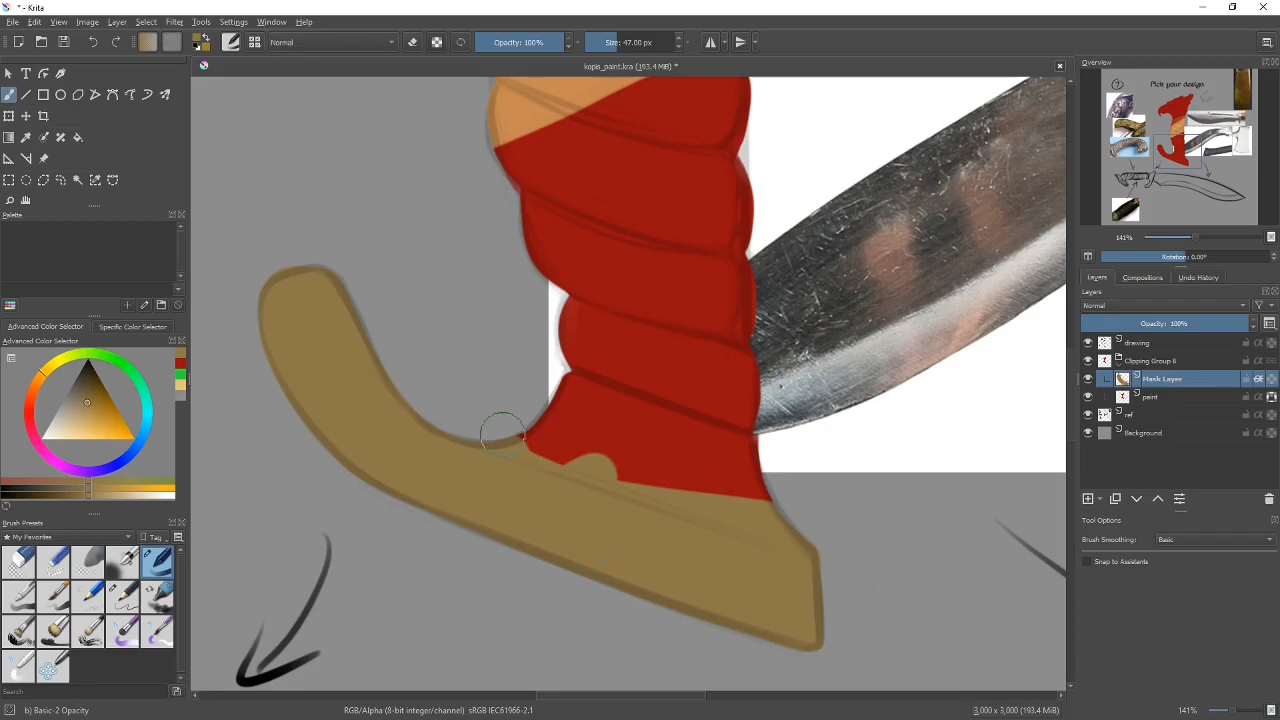 * - Krita
File Edit View Image Layer Select Filter Tools Settings Window Help
Normal Opacity: 100% Size: 47.00 px
kopis_paint.kra (193.4 MiB) *
Overview
Pick your design
141%
Rotation: 0.00°
Layers Compositions Undo History
Layers
Normal
Opacity: 100%
drawing
Clipping Group 8
Mask Layer
paint
ref
Background
Tool Options
Brush Smoothing: Basic
Snap to Assistants
Palette
Advanced Color Selector Specific Color Selector
Advanced Color Selector
Brush Presets
My Favorites Tag
Search
b) Basic-2 Opacity RGB/Alpha (8-bit integer/channel) sRGB IEC61966-2.1 3,000 x 3,000 (193.4 MiB) 141%